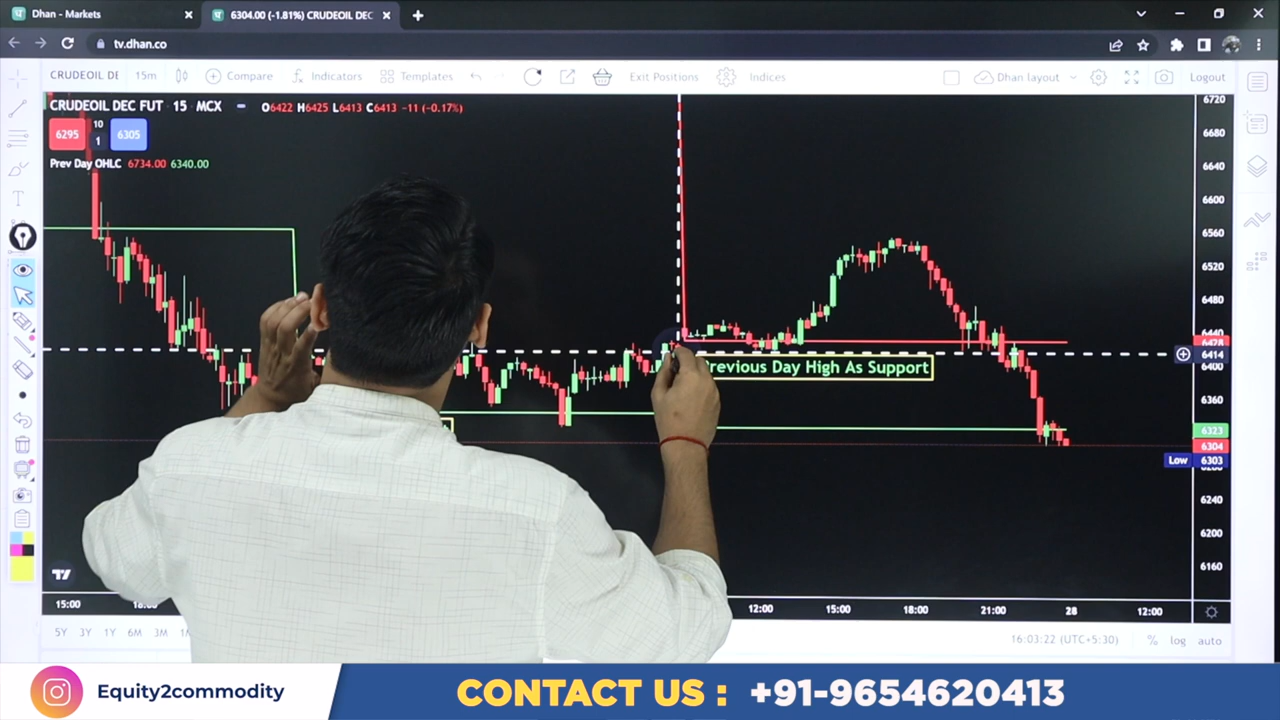 Dhan - Markets
6304.00 (-1.81%) CRUDEOIL DEC
tv.dhan.co
CRUDEOIL DE 15m Compare Indicators Templates Exit Positions Indices Dhan layout Logout
CRUDEOIL DEC FUT 15 MCX O6422 H6425 L6413 C6413 -11 (-0.17%)
6295 10 1 6305
Prev Day OHLC 6734.00 6340.00
6720
6680
6640
6600
6560
6520
6480
6440
6428
6414
6400
6360
6323
6304
Low 6303
6240
6200
6160
revious Day High As Support
15:00 12:00 15:00 18:00 21:00 28 12:00
5Y 3Y 1Y 6M 3M 16:03:22 (UTC+5:30) % log auto
Equity2commodity
CONTACT US : +91-9654620413